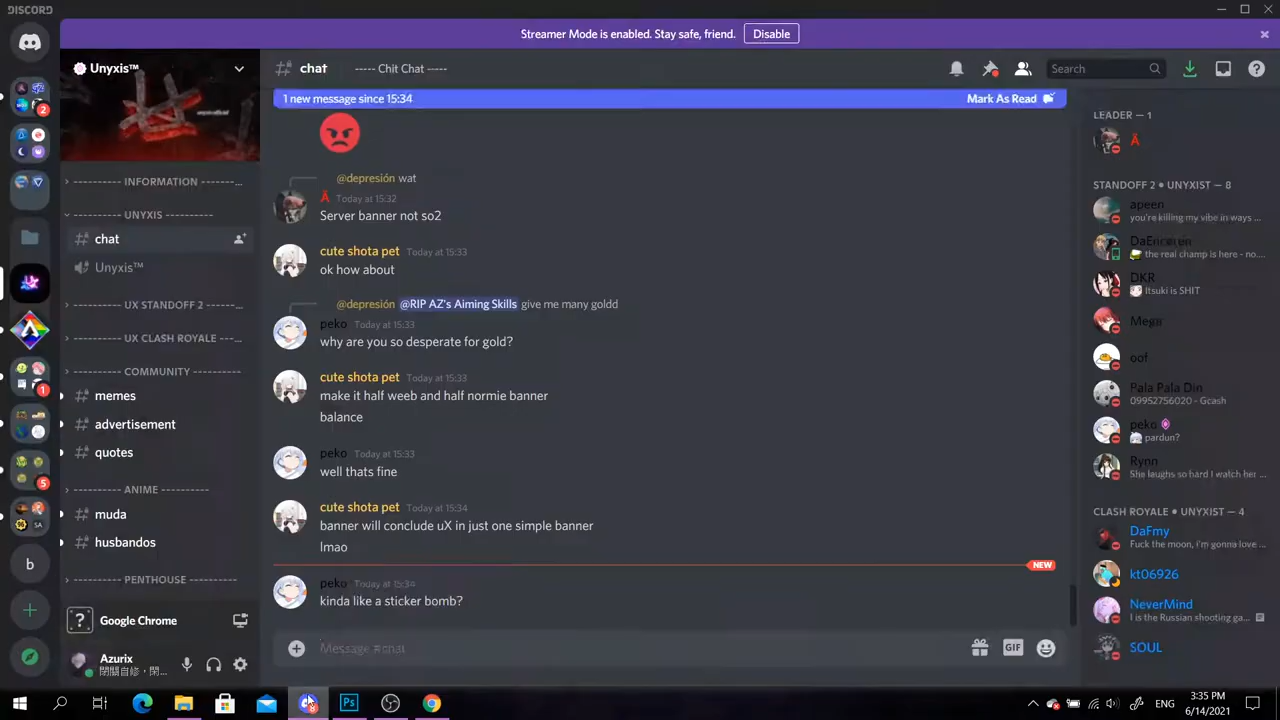 DISCORD
Streamer Mode is enabled. Stay safe, friend.
Disable
Unyxis™
chat
----- Chit Chat -----
Search
1 new message since 15:34
Mark As Read
---------- INFORMATION -------...
---------- UNYXIS ----------
chat
Unyxis™
---------- UX STANDOFF 2 ----------
---------- UX CLASH ROYALE ---...
---------- COMMUNITY ----------
memes
advertisement
quotes
---------- ANIME ----------
muda
husbandos
---------- PENTHOUSE ----------
Google Chrome
Azurix
@depresión wat
Ä Today at 15:32
Server banner not so2
cute shota pet Today at 15:33
ok how about
@depresión @RIP AZ's Aiming Skills give me many goldd
peko Today at 15:33
why are you so desperate for gold?
cute shota pet Today at 15:33
make it half weeb and half normie banner
balance
peko Today at 15:33
well thats fine
cute shota pet Today at 15:34
banner will conclude uX in just one simple banner
lmao
NEW
peko Today at 15:34
kinda like a sticker bomb?
Message #chat
GIF
LEADER — 1
Ä
STANDOFF 2 ● UNYXIST — 8
apeen
you're killing my vibe in ways ...
the real champ is here - no....
DKR
Itsuki is SHIT
Mega
oof
Pala Pala Din
09952756020 - Gcash
peko
pardun?
Rynn
She laughs so hard I watch her ...
CLASH ROYALE ● UNYXIST — 4
DaFmy
Fuck the moon, i'm gonna love ...
kt06926
NeverMind
I is the Russian shooting ga...
SOUL
2
1
5
SA
b
Ps
ENG
3:35 PM
6/14/2021